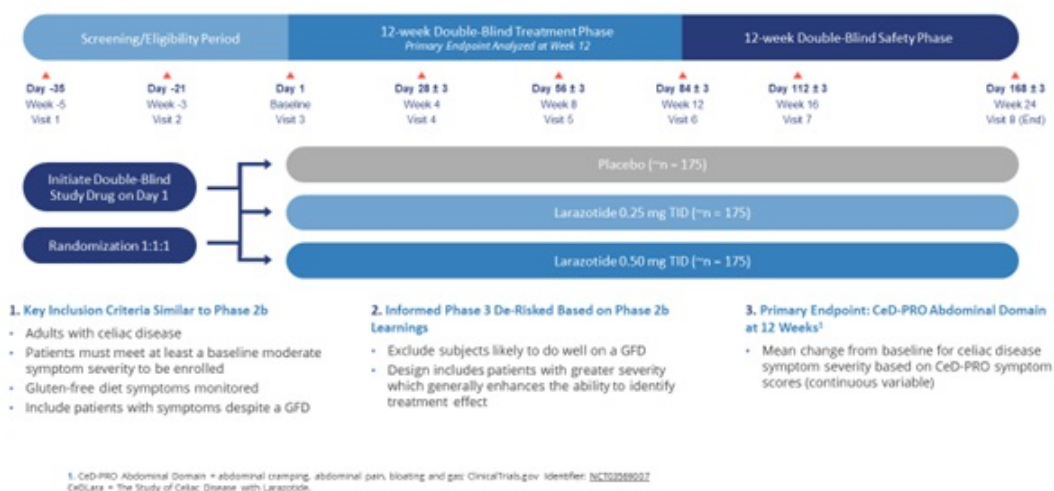 Screening/Eligibility Period
12-week Double-Blind Treatment Phase
Primary Endpoint Analyzed at Week 12
12-week Double-Blind Safety Phase
Day -35
Week -5
Visit 1
Day -21
Week -3
Visit 2
Day 1
Baseline
Visit 3
Day 28 ± 3
Week 4
Visit 4
Day 56 ± 3
Week 8
Visit 5
Day 84 ± 3
Week 12
Visit 6
Day 112 ± 3
Week 16
Visit 7
Day 168 ± 3
Week 24
Visit 8 (End)
Initiate Double-Blind
Study Drug on Day 1
Randomization 1:1:1
Placebo (~n = 175)
Larazotide 0.25 mg TID (~n = 175)
Larazotide 0.50 mg TID (~n = 175)
1. Key Inclusion Criteria Similar to Phase 2b
• Adults with celiac disease
• Patients must meet at least a baseline moderate
symptom severity to be enrolled
• Gluten-free diet symptoms monitored
• Include patients with symptoms despite a GFD
2. Informed Phase 3 De-Risked Based on Phase 2b
Learnings
• Exclude subjects likely to do well on a GFD
• Design includes patients with greater severity
which generally enhances the ability to identify
treatment effect
3. Primary Endpoint: CeD-PRO Abdominal Domain
at 12 Weeks¹
• Mean change from baseline for celiac disease
symptom severity based on CeD-PRO symptom
scores (continuous variable)
1. CeD-PRO Abdominal Domain = abdominal cramping, abdominal pain, bloating and gas; ClinicalTrials.gov Identifier: NCT03569007
CeDLara = The Study of Celiac Disease with Larazotide.